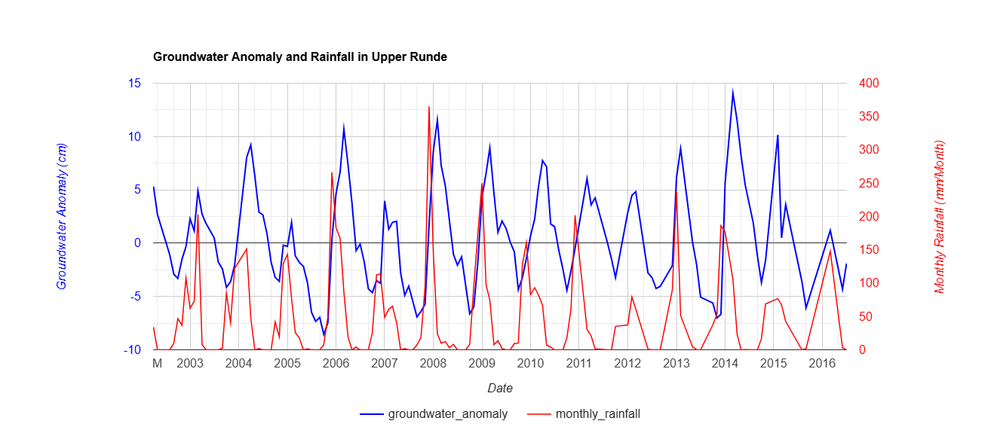 Groundwater Anomaly and Rainfall in Upper Runde
15 400
350
10 300
250
5 200
0 150
100
-5 50
-10 0
Groundwater Anomaly (cm)
Monthly Rainfall (mm/Month)
M 2003 2004 2005 2006 2007 2008 2009 2010 2011 2012 2013 2014 2015 2016
Date
groundwater_anomaly monthly_rainfall